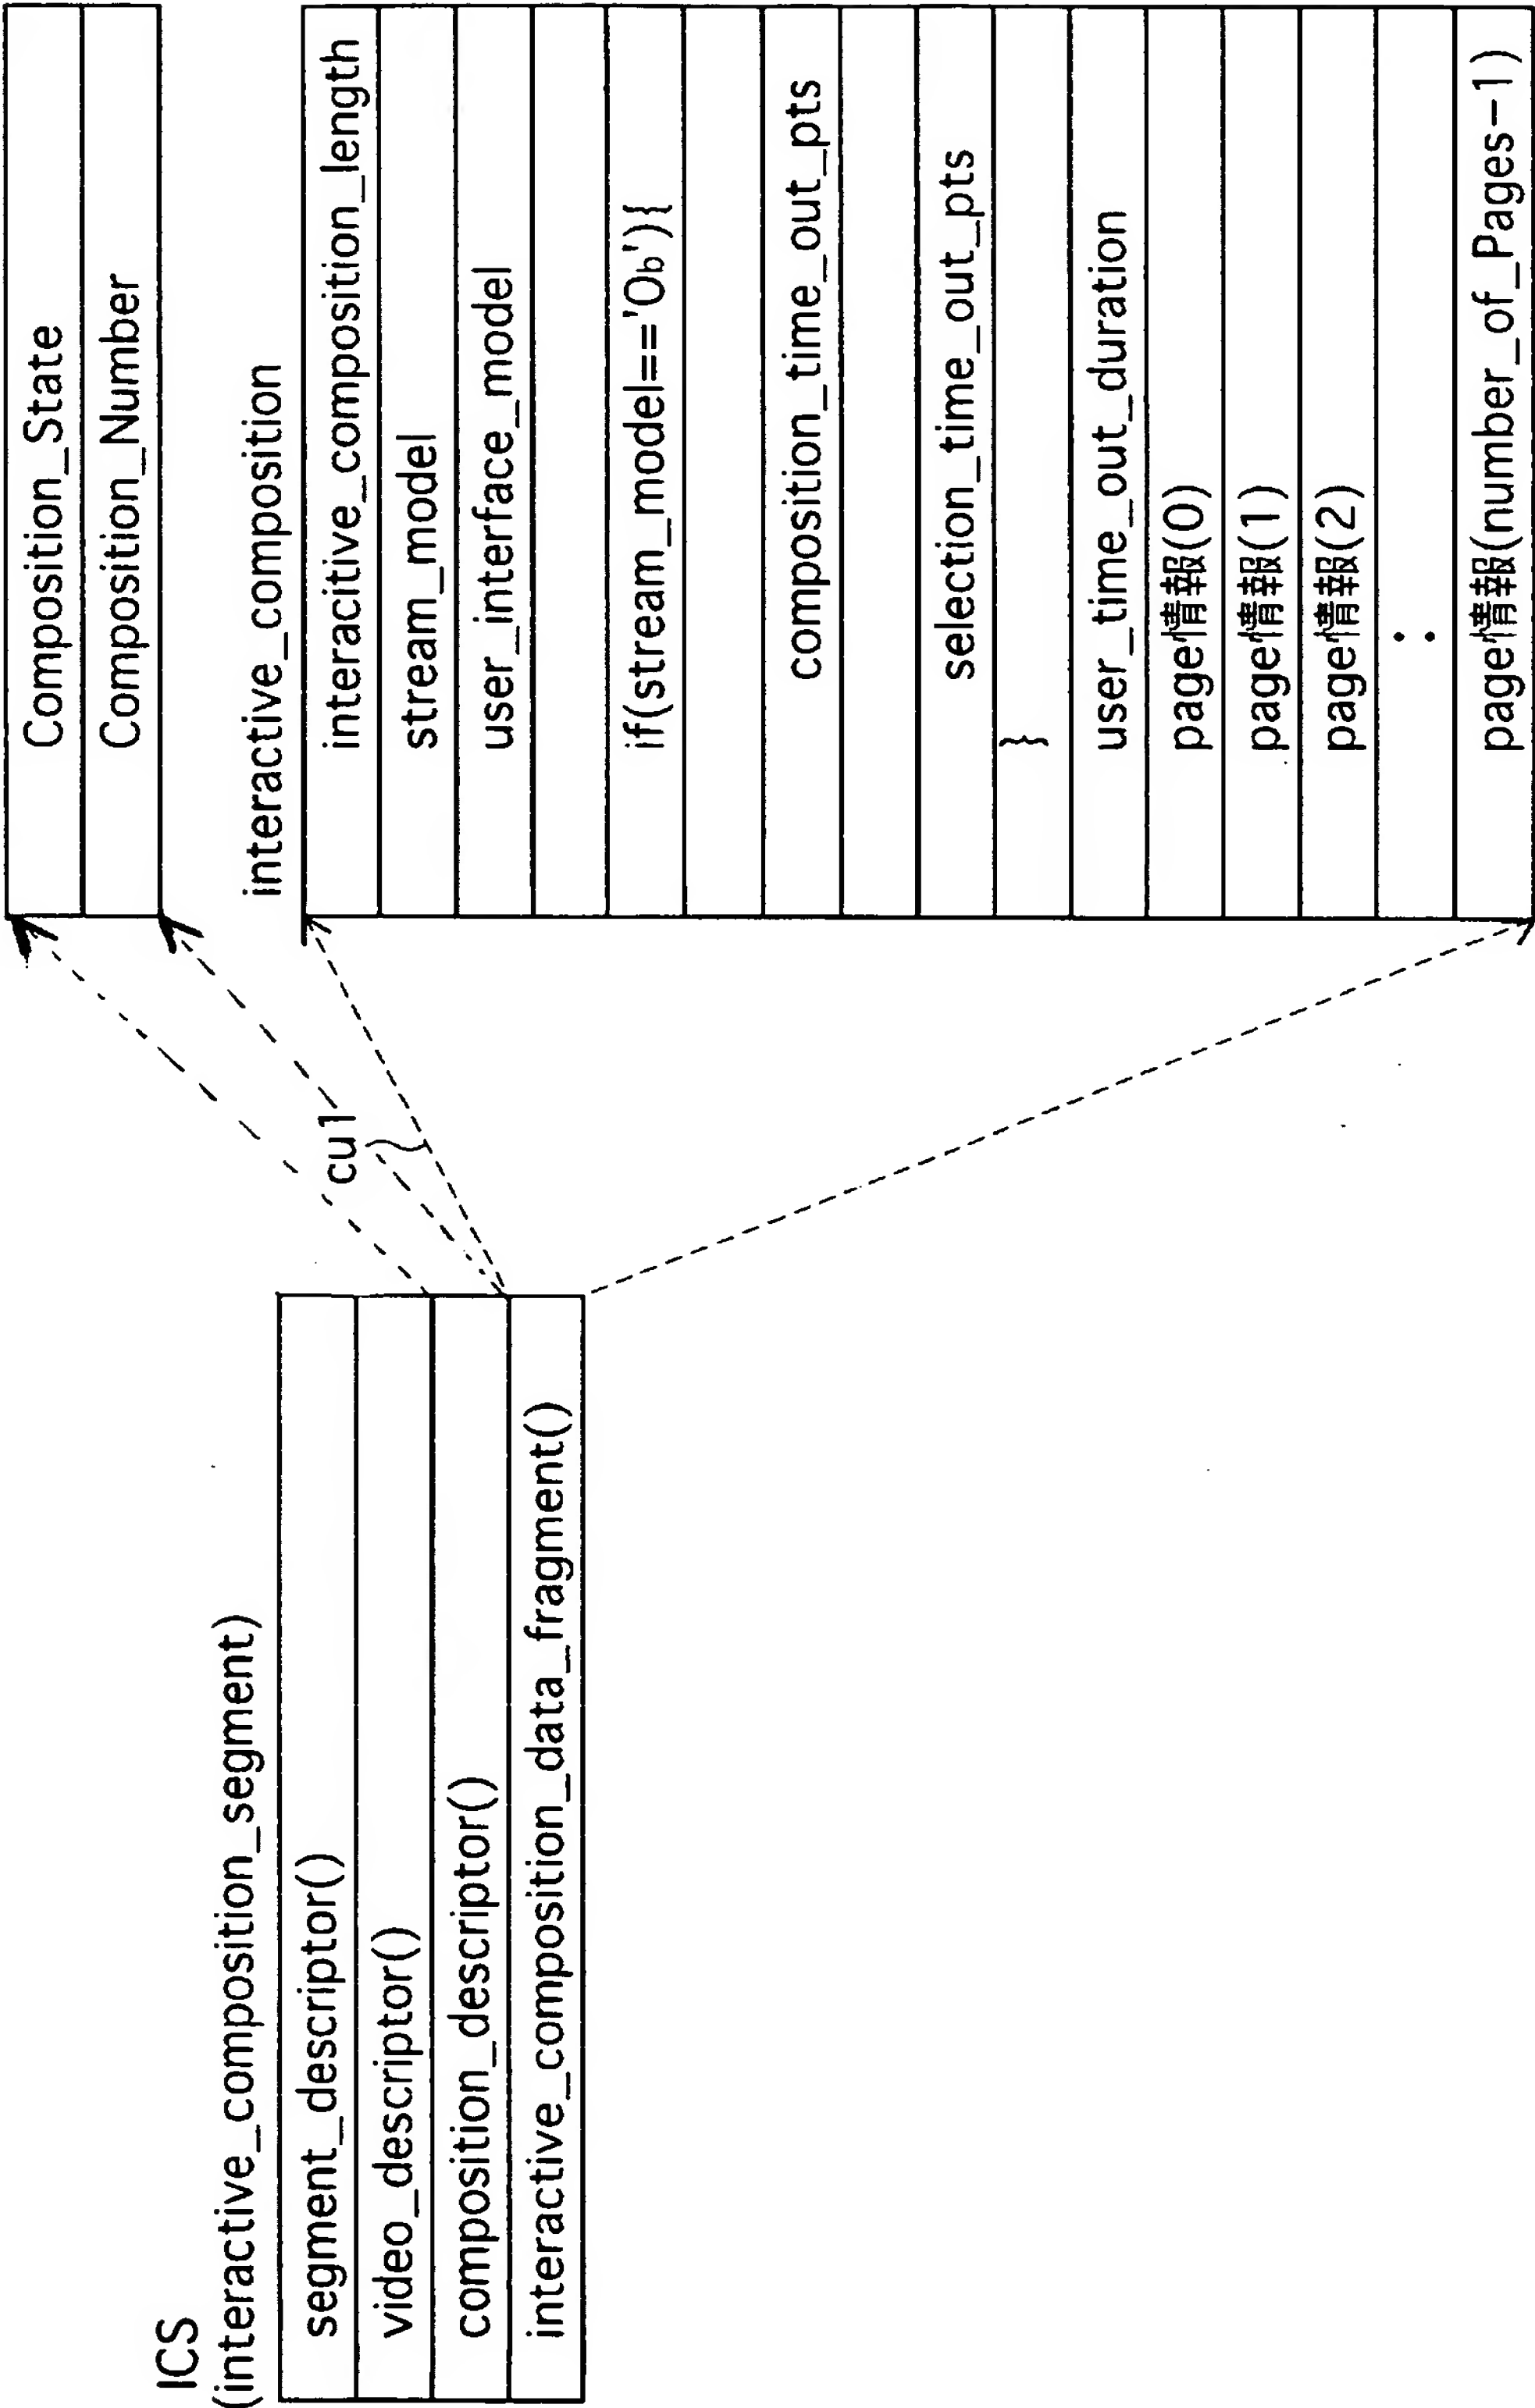 ICS
(interactive_composition_segment)
segment_descriptor()
video_descriptor()
composition_descriptor()
interactive_composition_data_fragment()
cu1
Composition_State
Composition_Number
interactive_composition
interacitive_composition_length
stream_model
user_interface_model
if(stream_model=='0b'){
composition_time_out_pts
selection_time_out_pts
}
user_time_out_duration
page情報(0)
page情報(1)
page情報(2)
:
page情報(number_of_Pages-1)